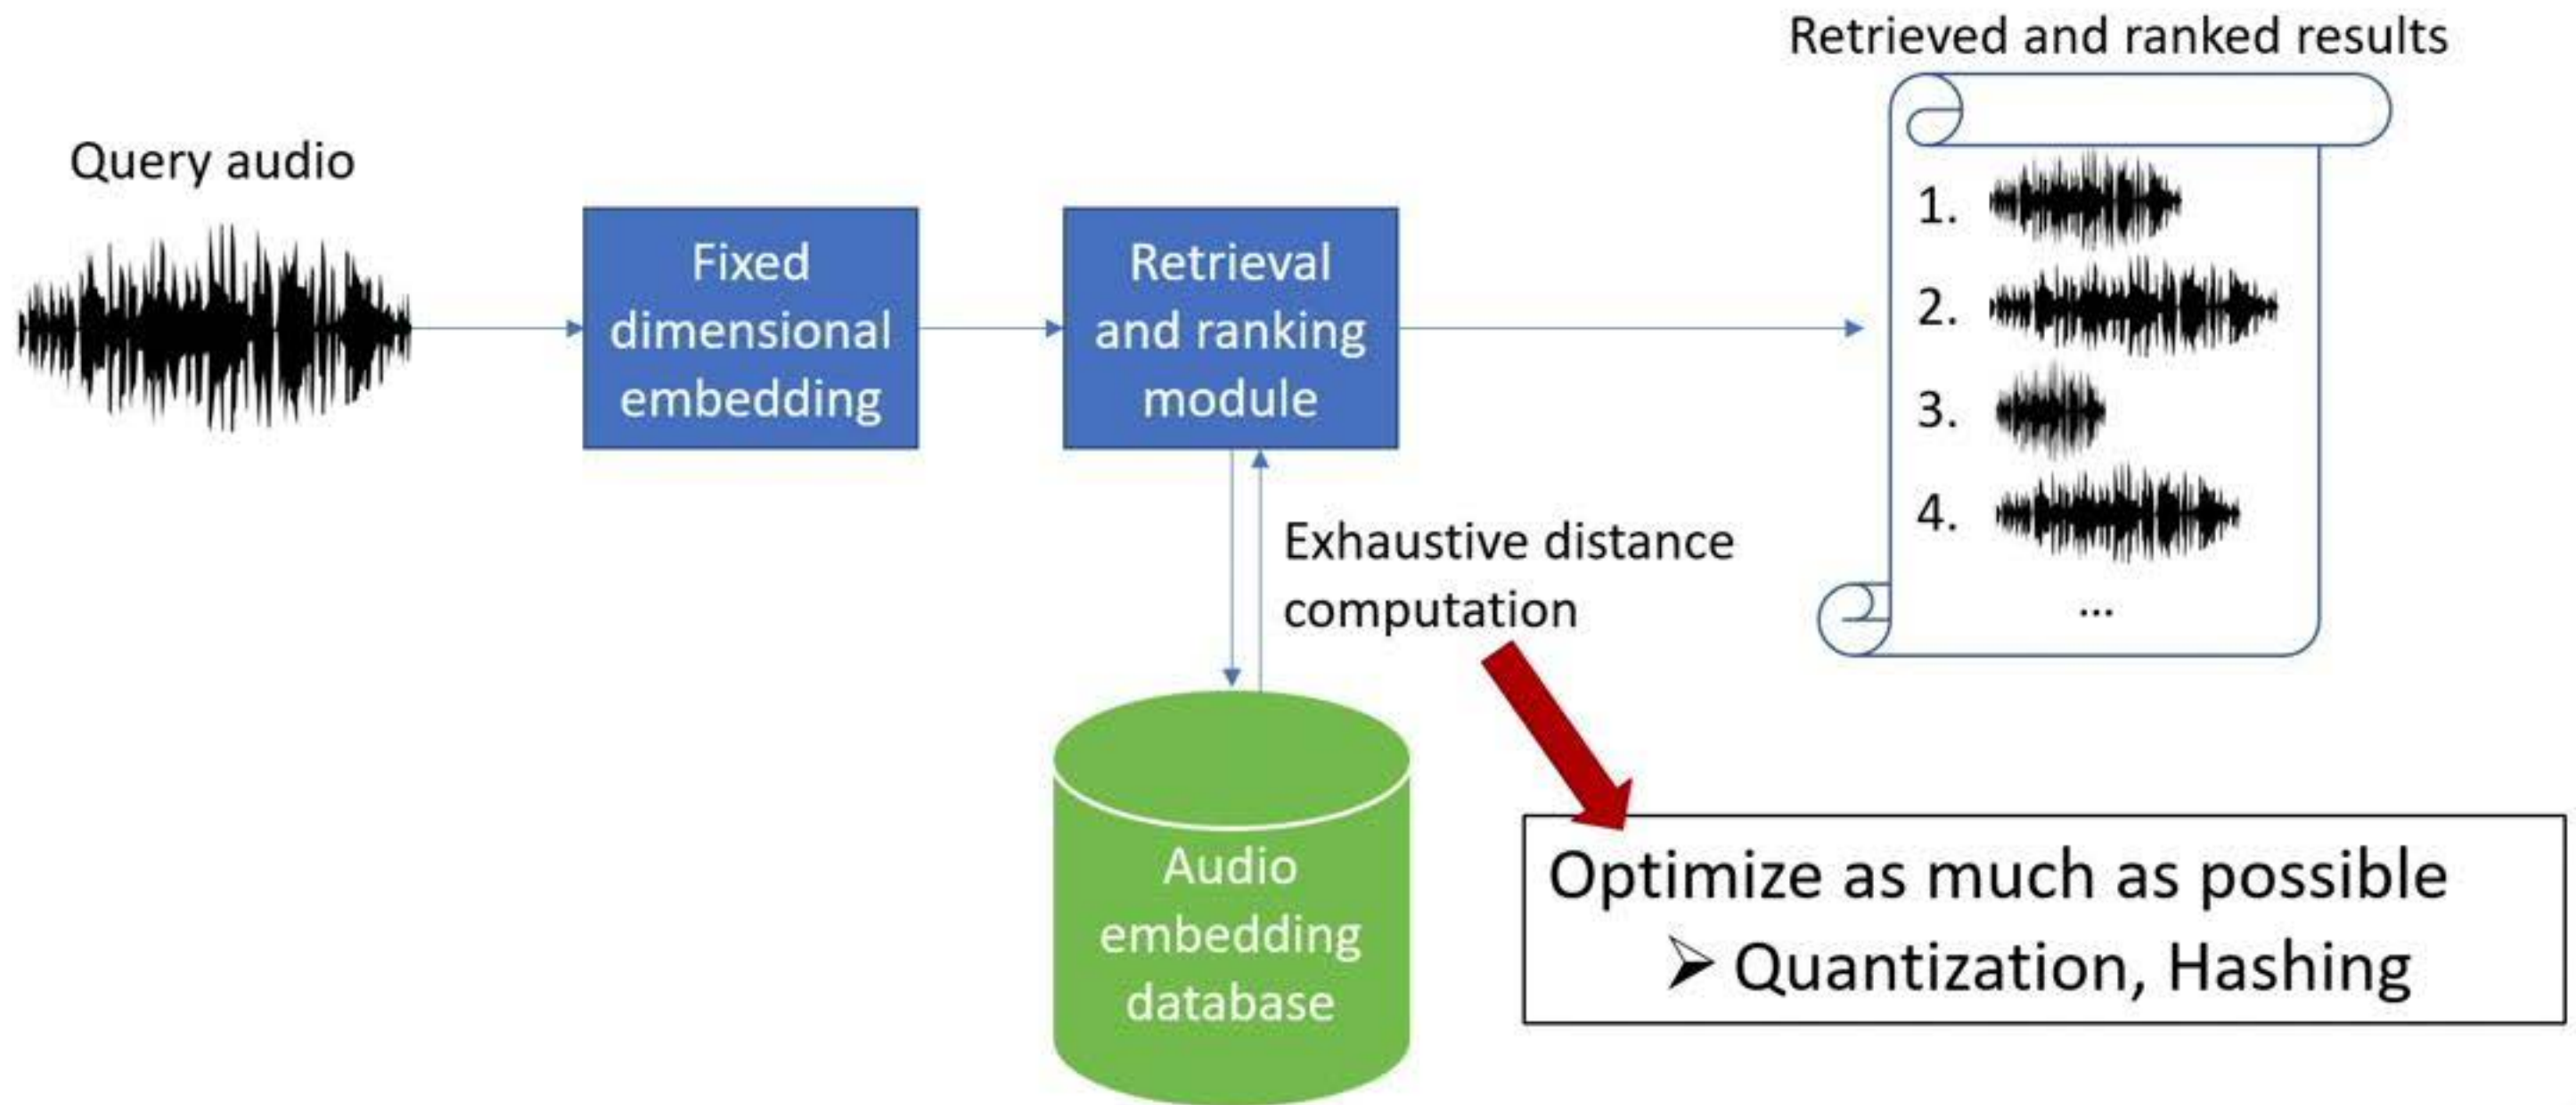 Retrieved and ranked results
Query audio
Fixed
dimensional
embedding
Retrieval
and ranking
module
1.
2.
3.
4.
...
Exhaustive distance
computation
Audio
embedding
database
Optimize as much as possible
➢ Quantization, Hashing